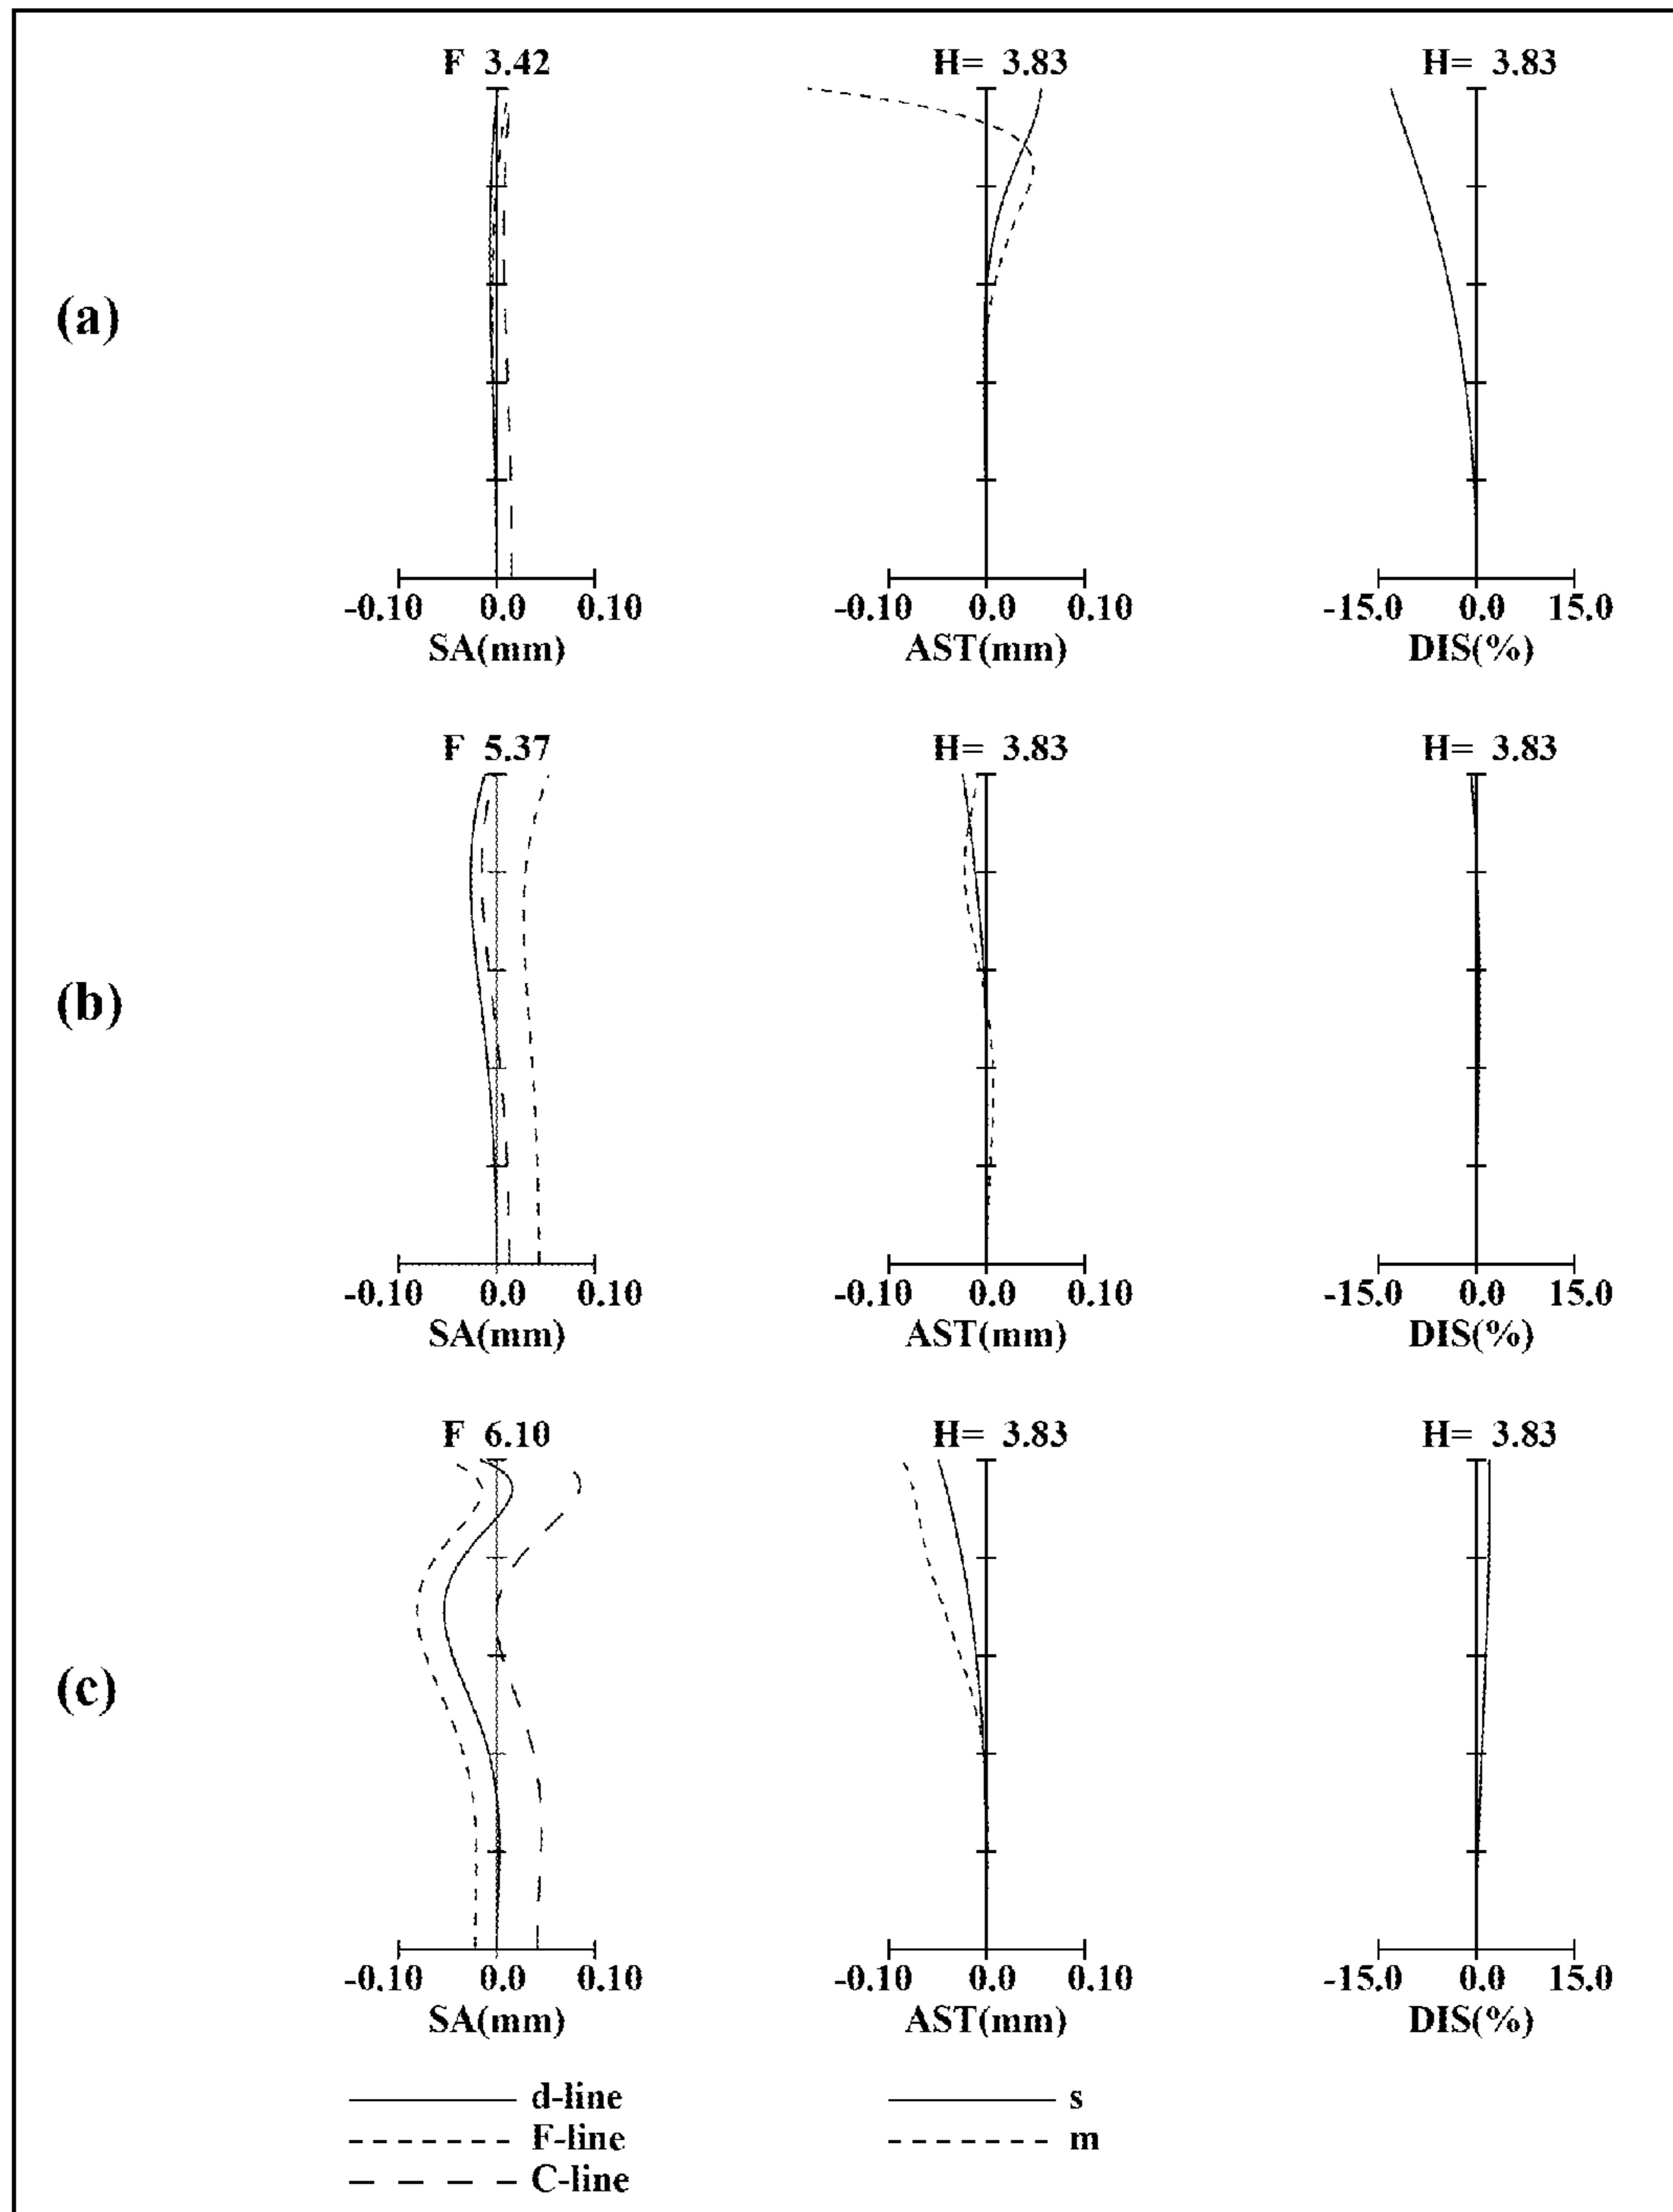 (a)
F 3.42
H= 3.83
H= 3.83
-0.10 0.0 0.10
SA(mm)
-0.10 0.0 0.10
AST(mm)
-15.0 0.0 15.0
DIS(%)
(b)
F 5.37
H= 3.83
H= 3.83
-0.10 0.0 0.10
SA(mm)
-0.10 0.0 0.10
AST(mm)
-15.0 0.0 15.0
DIS(%)
(c)
F 6.10
H= 3.83
H= 3.83
-0.10 0.0 0.10
SA(mm)
-0.10 0.0 0.10
AST(mm)
-15.0 0.0 15.0
DIS(%)
d-line
F-line
C-line
s
m